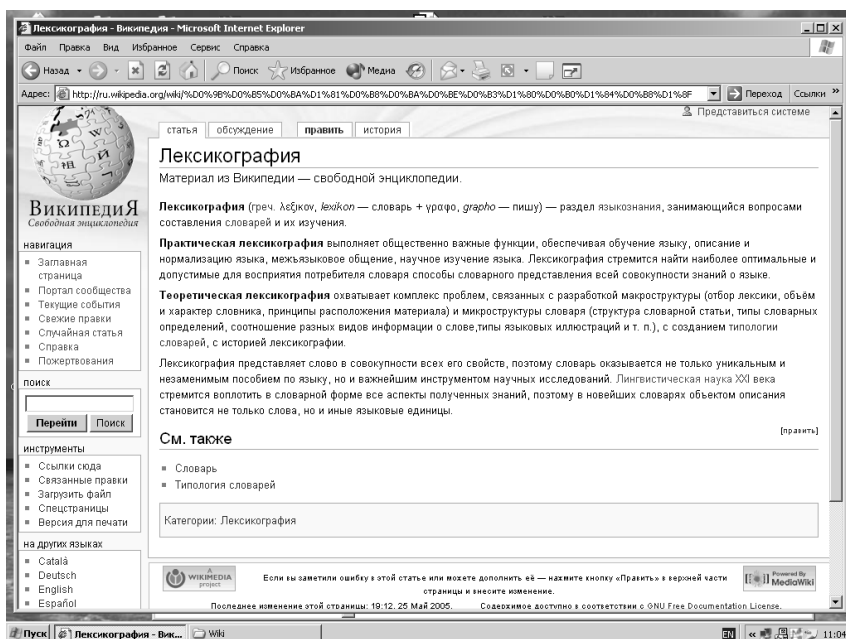 Лексикография - Википедия - Microsoft Internet Explorer
Файл Правка Вид Избранное Сервис Справка
Назад Поиск Избранное Медиа
Адрес: http://ru.wikipedia.org/wiki/%D0%9B%D0%B5%D0%BA%D1%81%D0%B8%D0%BA%D0%BE%D0%B3%D1%80%D0%B0%D1%84%D0%B8%D1%8F Переход Ссылки »
Представиться системе
статья обсуждение править история
Лексикография
Материал из Википедии — свободной энциклопедии.
Лексикография (греч. λεξικον, lexikon — словарь + γραφο, grapho — пишу) — раздел языкознания, занимающийся вопросами
составления словарей и их изучения.
Практическая лексикография выполняет общественно важные функции, обеспечивая обучение языку, описание и
нормализацию языка, межъязыковое общение, научное изучение языка. Лексикография стремится найти наиболее оптимальные и
допустимые для восприятия потребителя словаря способы словарного представления всей совокупности знаний о языке.
Теоретическая лексикография охватывает комплекс проблем, связанных с разработкой макроструктуры (отбор лексики, объём
и характер словника, принципы расположения материала) и микроструктуры словаря (структура словарной статьи, типы словарных
определений, соотношение разных видов информации о слове,типы языковых иллюстраций и т. п.), с созданием типологии
словарей, с историей лексикографии.
Лексикография представляет слово в совокупности всех его свойств, поэтому словарь оказывается не только уникальным и
незаменимым пособием по языку, но и важнейшим инструментом научных исследований. Лингвистическая наука XXI века
стремится воплотить в словарной форме все аспекты полученных знаний, поэтому в новейших словарях объектом описания
становится не только слова, но и иные языковые единицы.
[править]
См. также
Словарь
Типология словарей
Категории: Лексикография
ВИКИПЕДИЯ
Свободная энциклопедия
навигация
Заглавная
страница
Портал сообщества
Текущие события
Свежие правки
Случайная статья
Справка
Пожертвования
поиск
Перейти Поиск
инструменты
Ссылки сюда
Связанные правки
Загрузить файл
Спецстраницы
Версия для печати
на других языках
Català
Deutsch
English
Español
A WIKIMEDIA project
Если вы заметили ошибку в этой статье или можете дополнить её — нажмите кнопку «Править» в верхней части
страницы и внесите изменение.
Powered By MediaWiki
Последнее изменение этой страницы: 19:12, 25 Май 2005. Содержимое доступно в соответствии с GNU Free Documentation License.
Пуск Лексикография - Вик... Wiki EN « 11:04